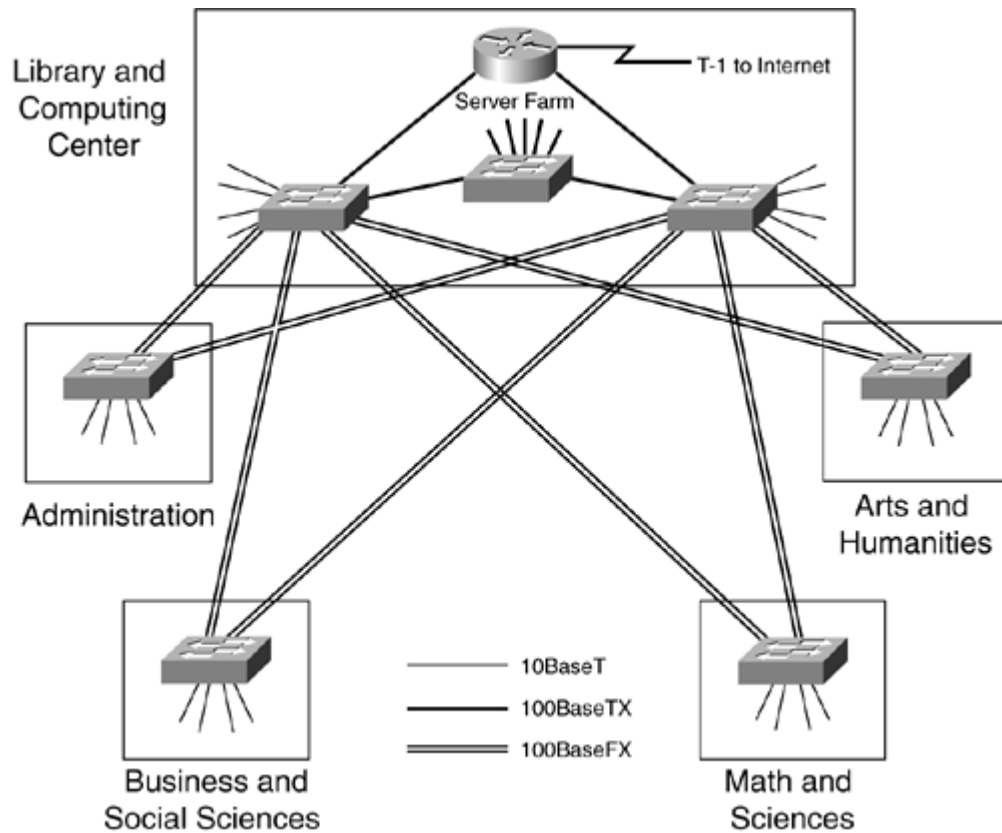 Library and
Computing
Center
T-1 to Internet
Server Farm
Administration
Arts and
Humanities
10BaseT
100BaseTX
100BaseFX
Business and
Social Sciences
Math and
Sciences